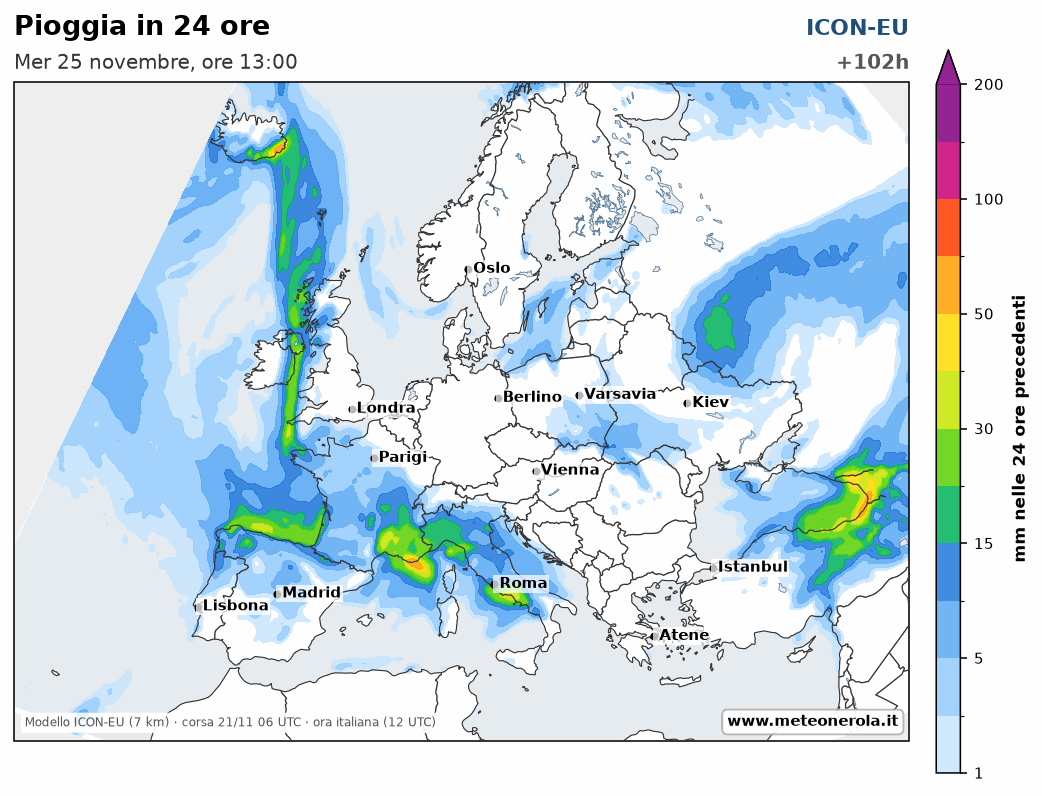 Pioggia in 24 ore
ICON-EU
Mer 25 novembre, ore 13:00
+102h
200
100
50
30
15
5
1
mm nelle 24 ore precedenti
Oslo
Londra
Berlino
Varsavia
Kiev
Parigi
Vienna
Istanbul
Roma
Madrid
Lisbona
Atene
Modello ICON-EU (7 km) · corsa 21/11 06 UTC · ora italiana (12 UTC)
www.meteonerola.it